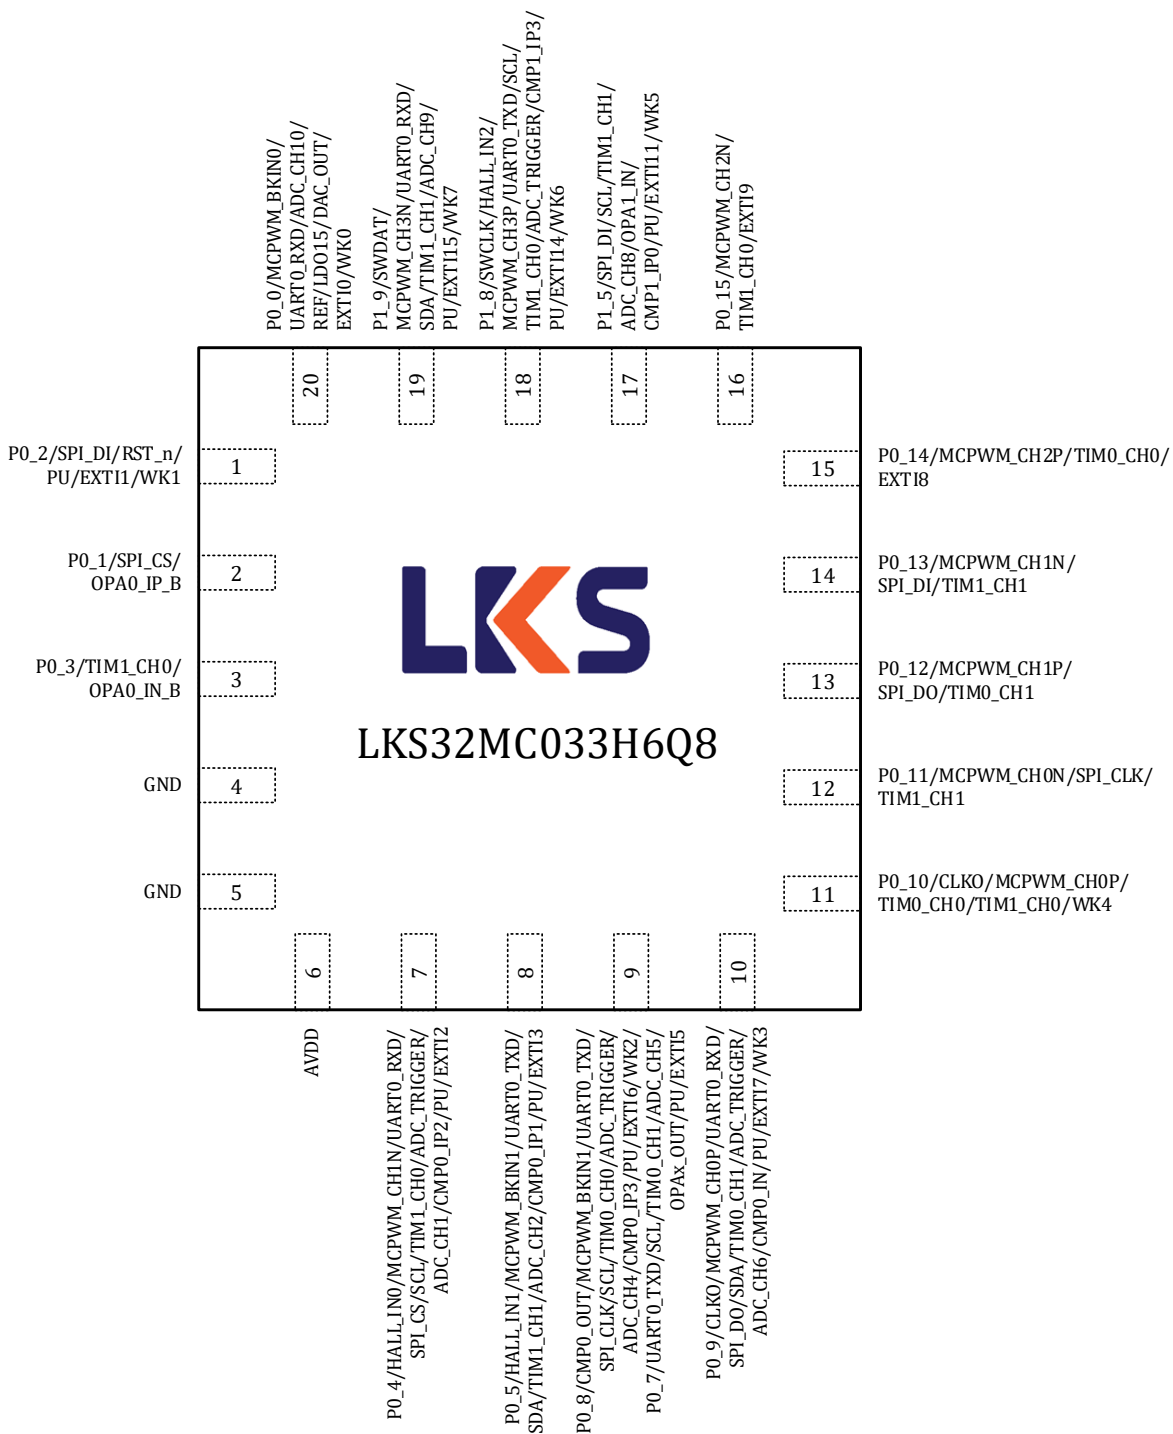 P0_0/MCPWM_BKIN0/
UART0_RXD/ADC_CH10/
REF/LDO15/DAC_OUT/
EXTI0/WK0
P1_9/SWDAT/
MCPWM_CH3N/UART0_RXD/
SDA/TIM1_CH1/ADC_CH9/
PU/EXTI15/WK7
P1_8/SWCLK/HALL_IN2/
MCPWM_CH3P/UART0_TXD/SCL/
TIM1_CH0/ADC_TRIGGER/CMP1_IP3/
PU/EXTI14/WK6
P1_5/SPI_DI/SCL/TIM1_CH1/
ADC_CH8/OPA1_IN/
CMP1_IP0/PU/EXTI11/WK5
P0_15/MCPWM_CH2N/
TIM1_CH0/EXTI9
20
19
18
17
16
P0_2/SPI_DI/RST_n/
PU/EXTI1/WK1
1
15
P0_14/MCPWM_CH2P/TIM0_CH0/
EXTI8
P0_1/SPI_CS/
OPA0_IP_B
2
14
P0_13/MCPWM_CH1N/
SPI_DI/TIM1_CH1
LKS
P0_3/TIM1_CH0/
OPA0_IN_B
3
13
P0_12/MCPWM_CH1P/
SPI_DO/TIM0_CH1
LKS32MC033H6Q8
GND
4
12
P0_11/MCPWM_CH0N/SPI_CLK/
TIM1_CH1
GND
5
11
P0_10/CLKO/MCPWM_CH0P/
TIM0_CH0/TIM1_CH0/WK4
6
7
8
9
10
AVDD
P0_4/HALL_IN0/MCPWM_CH1N/UART0_RXD/
SPI_CS/SCL/TIM1_CH0/ADC_TRIGGER/
ADC_CH1/CMP0_IP2/PU/EXTI2
P0_5/HALL_IN1/MCPWM_BKIN1/UART0_TXD/
SDA/TIM1_CH1/ADC_CH2/CMP0_IP1/PU/EXTI3
P0_8/CMP0_OUT/MCPWM_BKIN1/UART0_TXD/
SPI_CLK/SCL/TIM0_CH0/ADC_TRIGGER/
ADC_CH4/CMP0_IP3/PU/EXTI6/WK2/
P0_7/UART0_TXD/SCL/TIM0_CH1/ADC_CH5/
OPAx_OUT/PU/EXTI5
P0_9/CLKO/MCPWM_CH0P/UART0_RXD/
SPI_DO/SDA/TIM0_CH1/ADC_TRIGGER/
ADC_CH6/CMP0_IN/PU/EXTI7/WK3